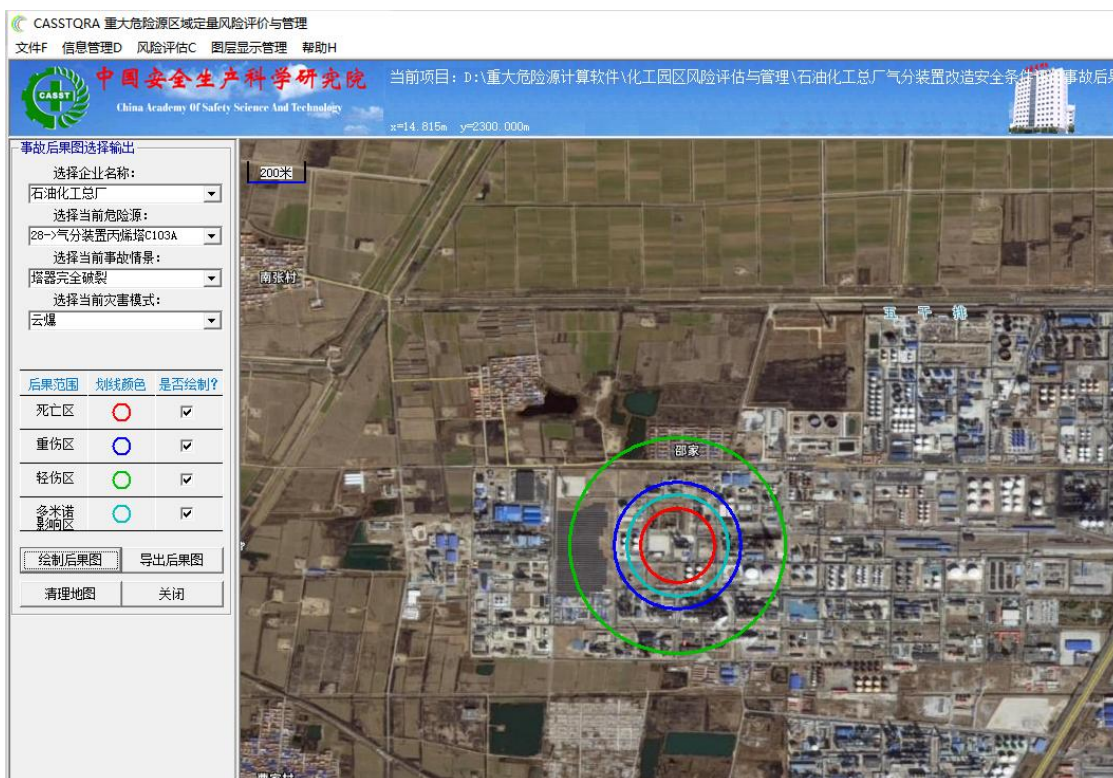 CASSTQRA 重大危险源区域定量风险评价与管理
文件F 信息管理D 风险评估C 图层显示管理 帮助H
CASST
中国安全生产科学研究院
China Academy Of Safety Science And Technology
当前项目：D:\重大危险源计算软件\化工园区风险评估与管理\石油化工总厂气分装置改造安全条件
事故后果
x=14.815m y=2300.000m
事故后果图选择输出
选择企业名称：
石油化工总厂
选择当前危险源：
28->气分装置丙烯塔C103A
选择当前事故情景：
塔器完全破裂
选择当前灾害模式：
云爆
后果范围 划线颜色 是否绘制?
死亡区
重伤区
轻伤区
多米诺
影响区
绘制后果图 导出后果图
清理地图 关闭
200米
南张村
五 干 排
邵家